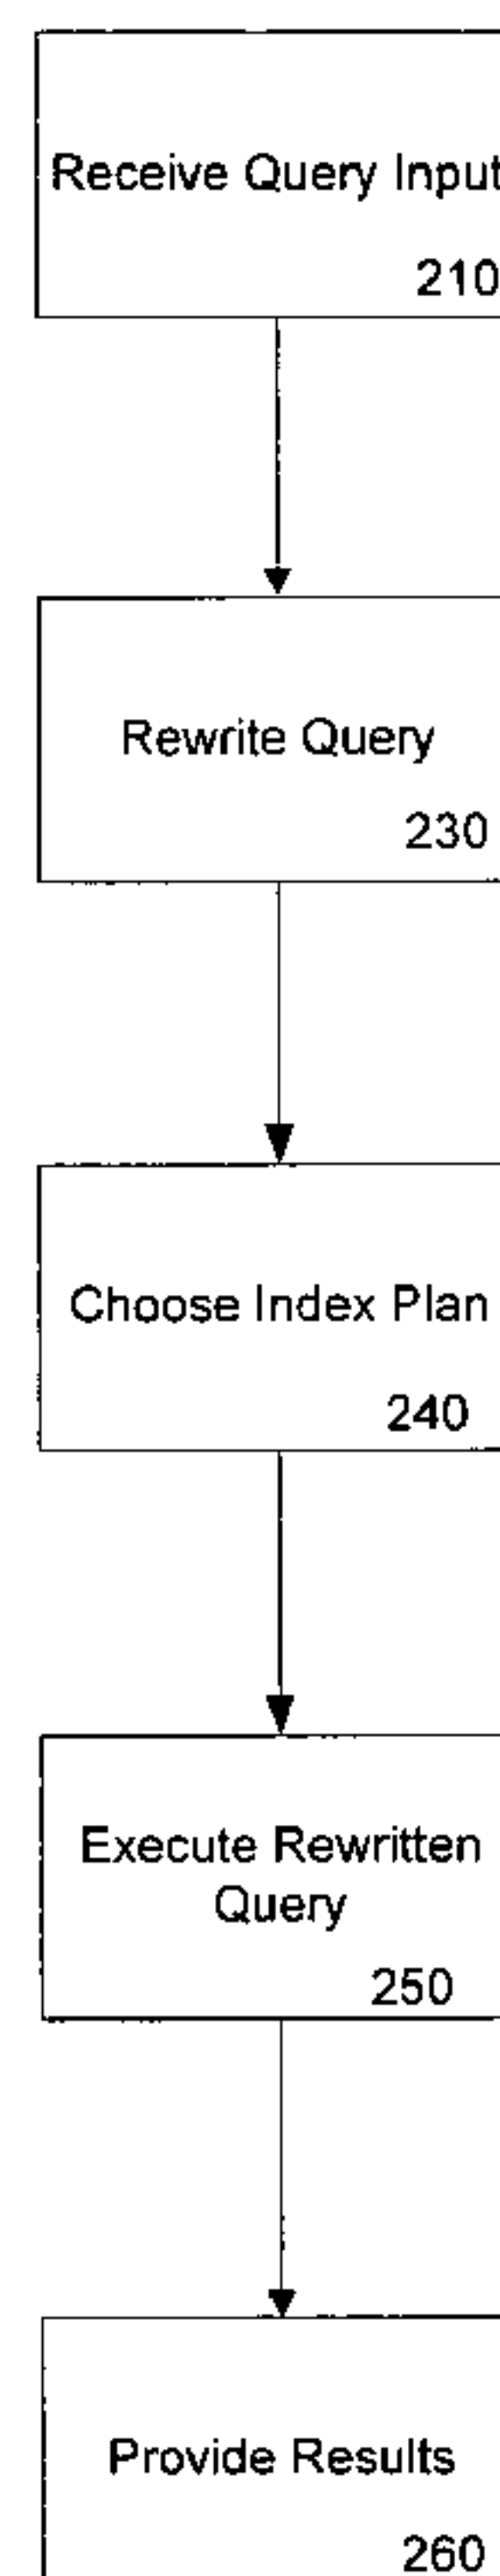 Receive Query Input
210
Rewrite Query
230
Choose Index Plan
240
Execute Rewritten
Query
250
Provide Results
260